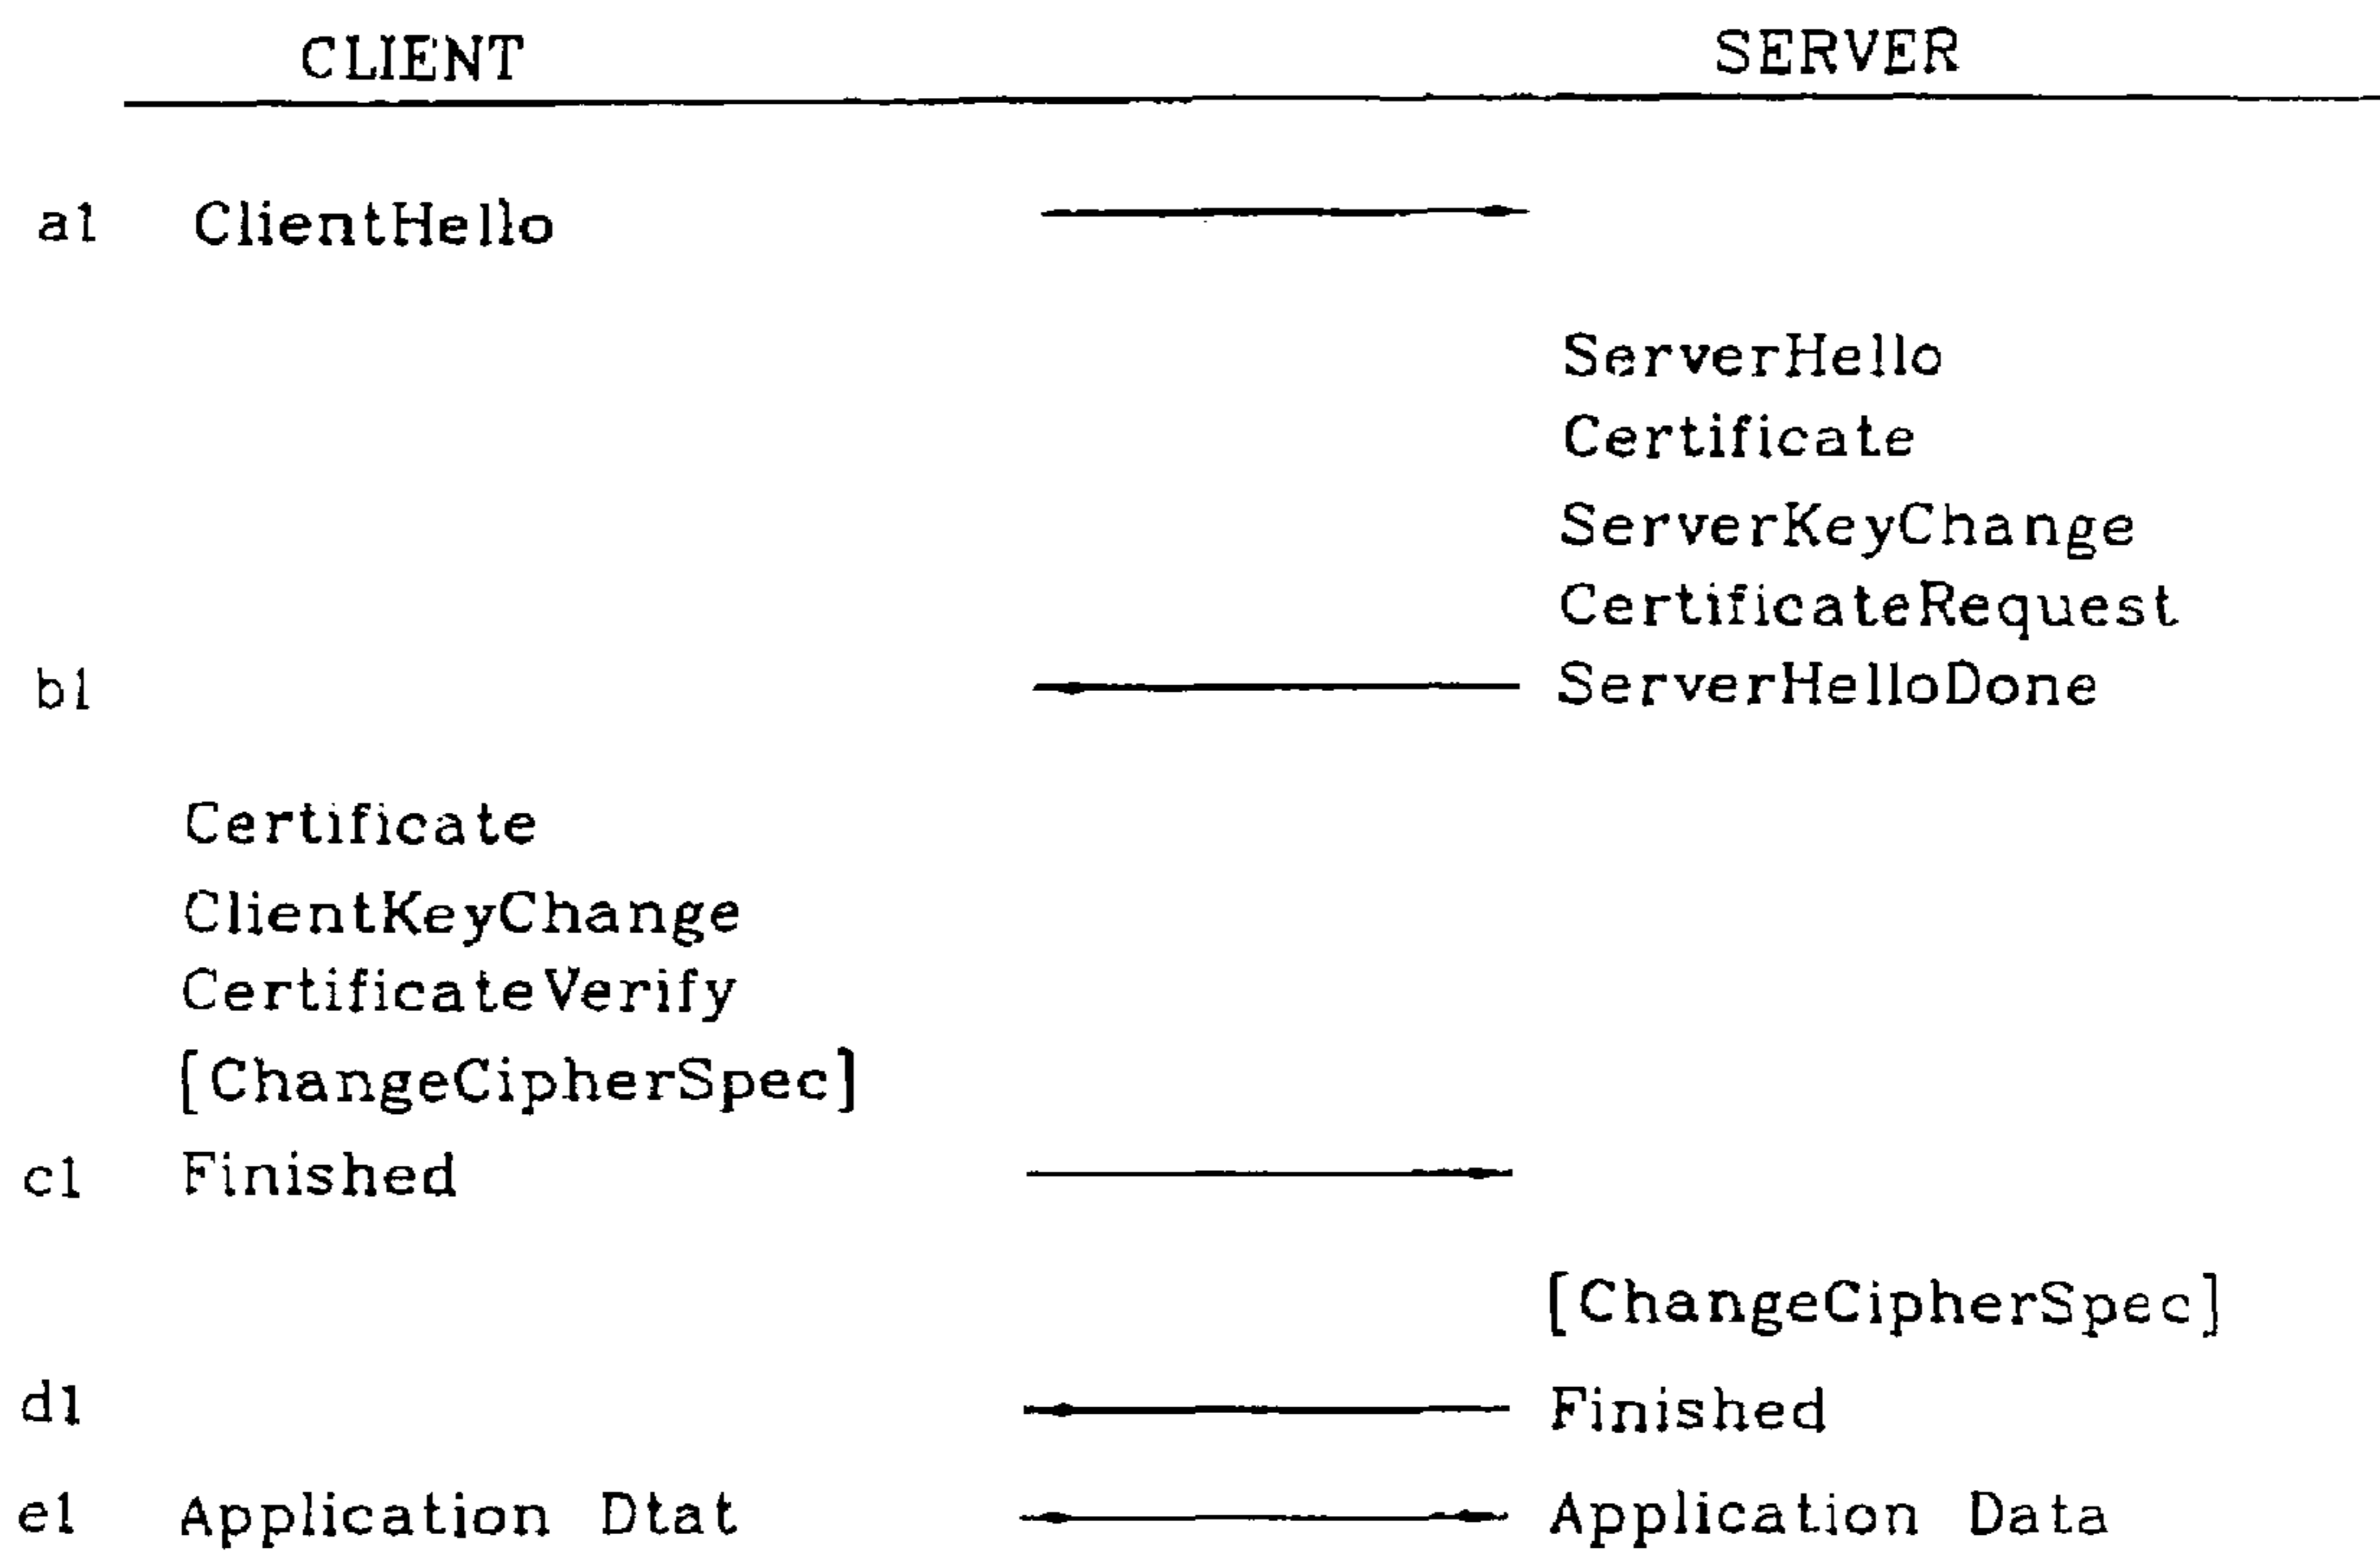 CLIENT SERVER
a1 ClientHello
ServerHello
Certificate
ServerKeyChange
CertificateRequest
b1 ServerHelloDone
Certificate
ClientKeyChange
CertificateVerify
[ChangeCipherSpec]
c1 Finished
[ChangeCipherSpec]
d1 Finished
e1 Application Dtat Application Data